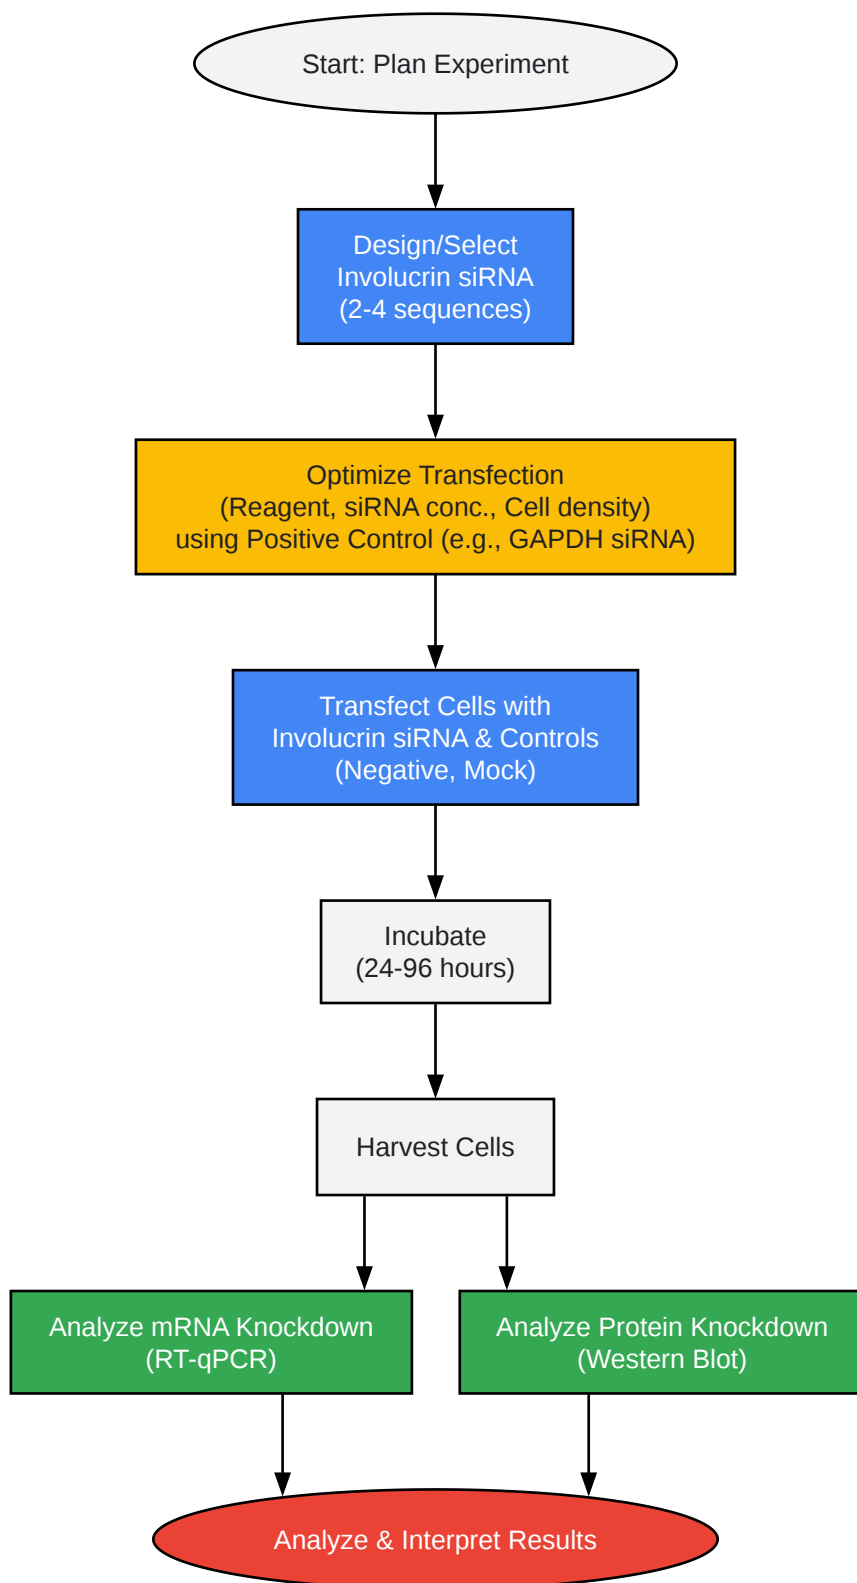 Start: Plan Experiment
Design/Select
Involucrin siRNA
(2-4 sequences)
Optimize Transfection
(Reagent, siRNA conc., Cell density)
using Positive Control (e.g., GAPDH siRNA)
Transfect Cells with
Involucrin siRNA & Controls
(Negative, Mock)
Incubate
(24-96 hours)
Harvest Cells
Analyze mRNA Knockdown
(RT-qPCR)
Analyze Protein Knockdown
(Western Blot)
Analyze & Interpret Results